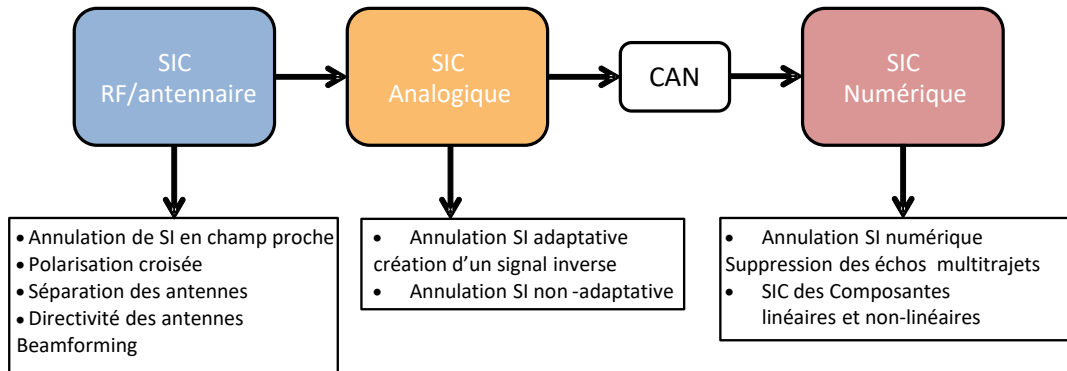 SIC
RF/antennaire
SIC
Analogique
CAN
SIC
Numérique
• Annulation de SI en champ proche
• Polarisation croisée
• Séparation des antennes
• Directivité des antennes
Beamforming
• Annulation SI adaptative
création d'un signal inverse
• Annulation SI non -adaptative
• Annulation SI numérique
Suppression des échos multitrajets
• SIC des Composantes
linéaires et non-linéaires